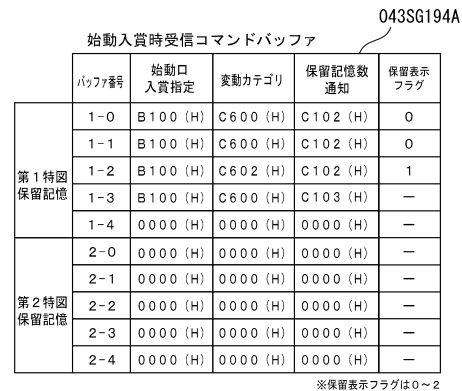 043SG194A
始動入賞時受信コマンドバッファ
バッファ番号 始動口入賞指定 変動カテゴリ 保留記憶数通知 保留表示フラグ
第1特図保留記憶
1-0 B100(H) C600(H) C102(H) 0
1-1 B100(H) C600(H) C102(H) 0
1-2 B100(H) C602(H) C102(H) 1
1-3 B100(H) C600(H) C103(H) —
1-4 0000(H) 0000(H) 0000(H) —
第2特図保留記憶
2-0 0000(H) 0000(H) 0000(H) —
2-1 0000(H) 0000(H) 0000(H) —
2-2 0000(H) 0000(H) 0000(H) —
2-3 0000(H) 0000(H) 0000(H) —
2-4 0000(H) 0000(H) 0000(H) —
※保留表示フラグは0~2